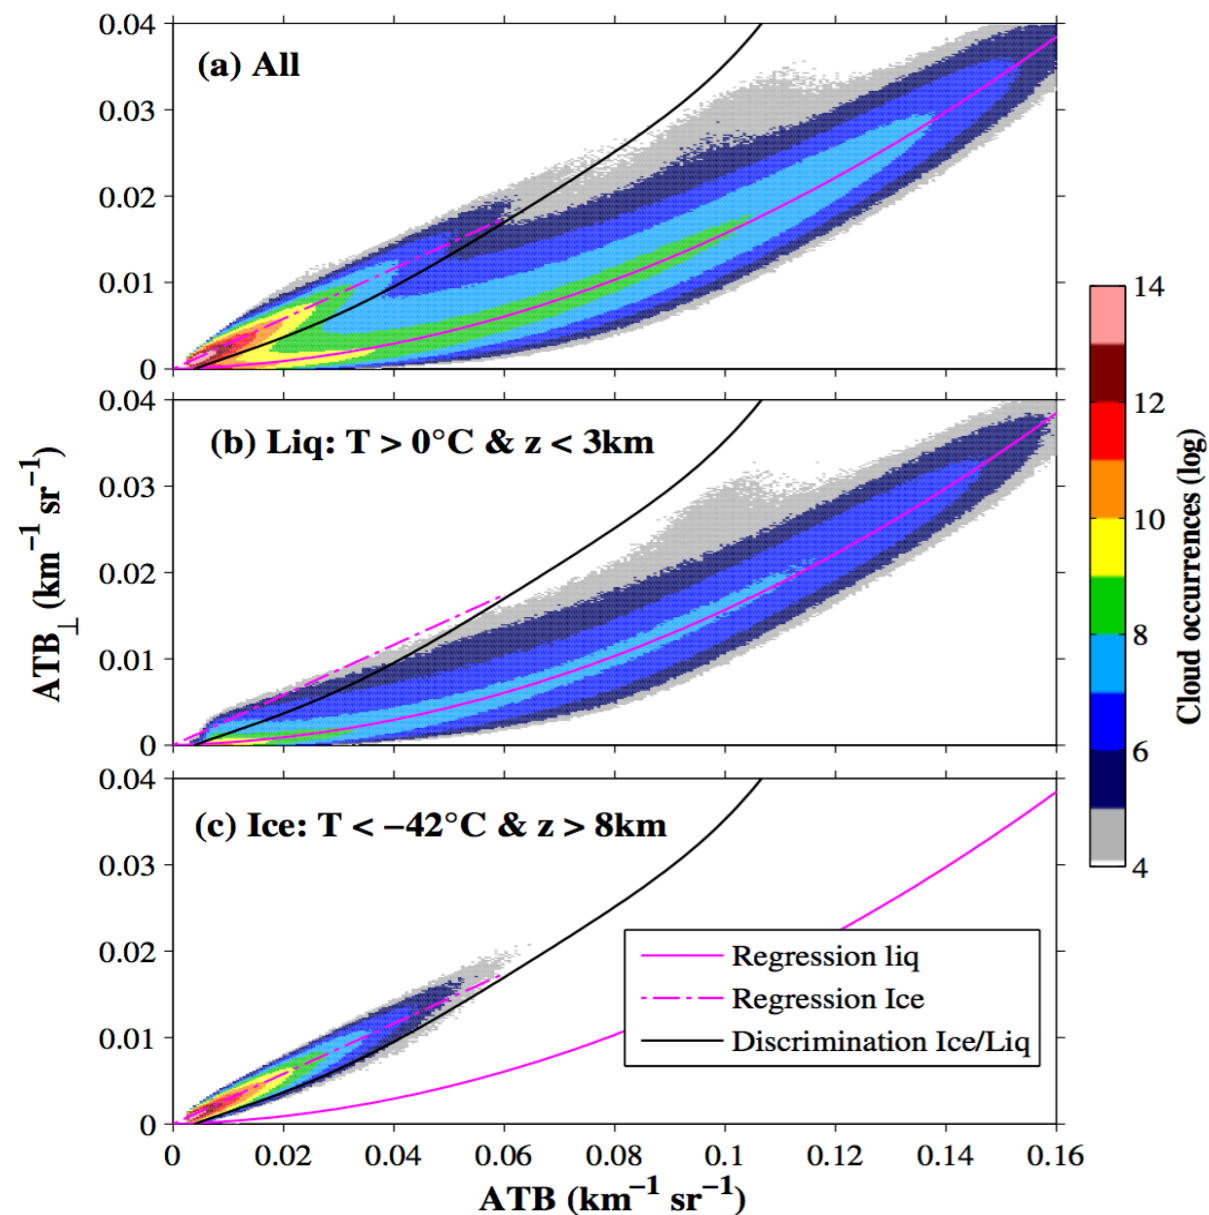 0.04
(a) All
0.03
0.02
0.01
0
0.04
(b) Liq: T > 0°C & z < 3km
0.03
0.02
0.01
0
0.04
(c) Ice: T < −42°C & z > 8km
0.03
0.02
0.01
0
ATB⊥ (km−1 sr−1)
Regression liq
Regression Ice
Discrimination Ice/Liq
0 0.02 0.04 0.06 0.08 0.1 0.12 0.14 0.16
ATB (km−1 sr−1)
14
12
10
8
6
4
Cloud occurrences (log)